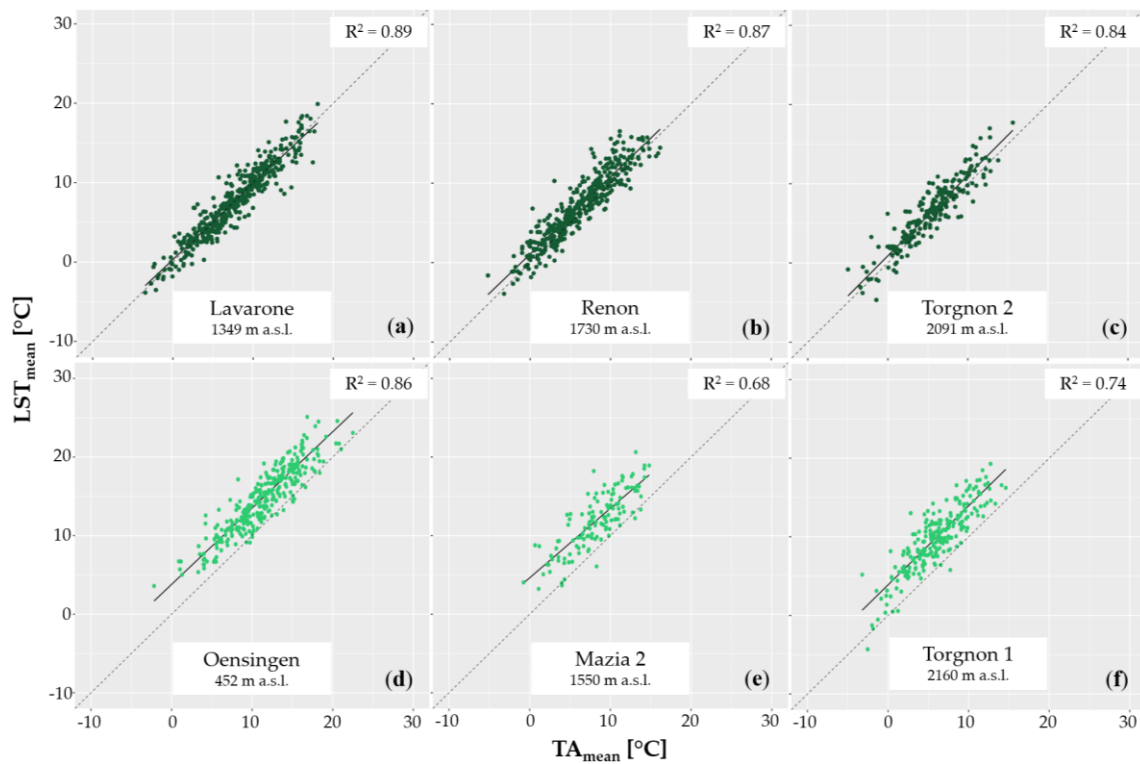 R² = 0.89
R² = 0.87
R² = 0.84
30
20
10
0
-10
Lavarone
1349 m a.s.l.
(a)
Renon
1730 m a.s.l.
(b)
Torgnon 2
2091 m a.s.l.
(c)
LSTmean [°C]
R² = 0.86
R² = 0.68
R² = 0.74
30
20
10
0
-10
Oensingen
452 m a.s.l.
(d)
Mazia 2
1550 m a.s.l.
(e)
Torgnon 1
2160 m a.s.l.
(f)
-10 0 10 20 30
-10 0 10 20 30
-10 0 10 20 30
TAmean [°C]